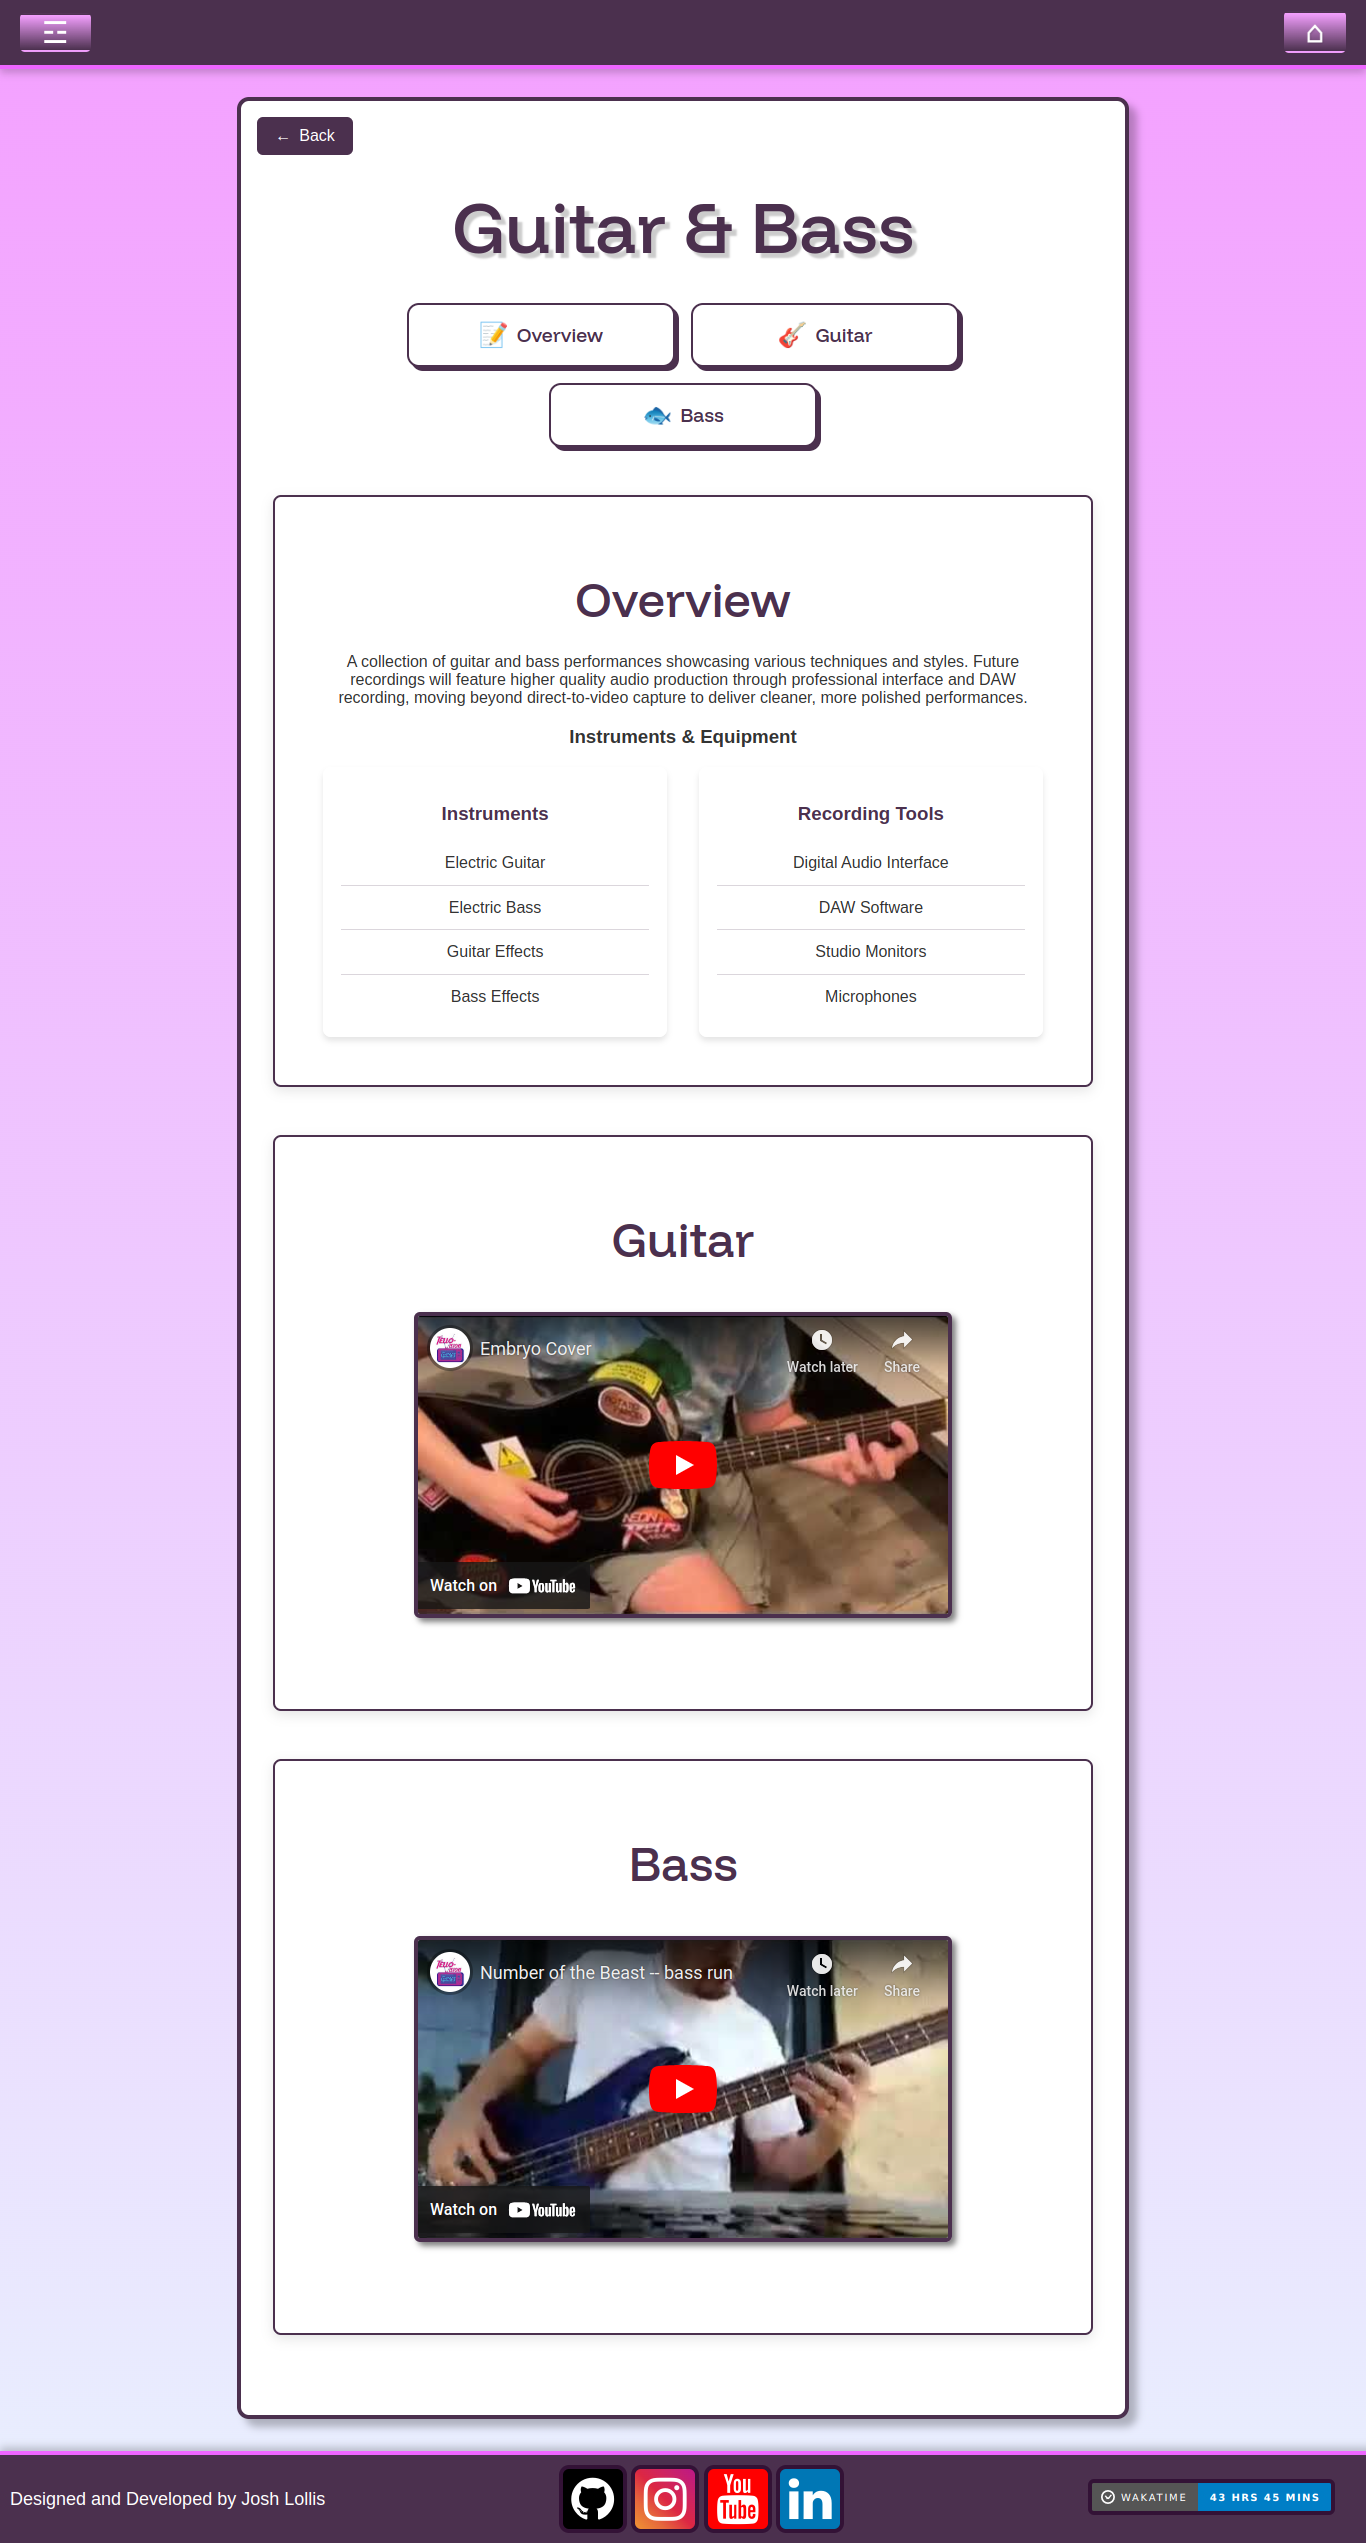 ← Back
Guitar & Bass
Overview
Guitar
Bass
Overview
A collection of guitar and bass performances showcasing various techniques and styles. Future
recordings will feature higher quality audio production through professional interface and DAW
recording, moving beyond direct-to-video capture to deliver cleaner, more polished performances.
Instruments & Equipment
Instruments
Electric Guitar
Electric Bass
Guitar Effects
Bass Effects
Recording Tools
Digital Audio Interface
DAW Software
Studio Monitors
Microphones
Guitar
Embryo Cover
Watch later
Share
Watch on YouTube
Bass
Number of the Beast -- bass run
Watch later
Share
Watch on YouTube
Designed and Developed by Josh Lollis
You
Tube
in
WAKATIME 43 HRS 45 MINS